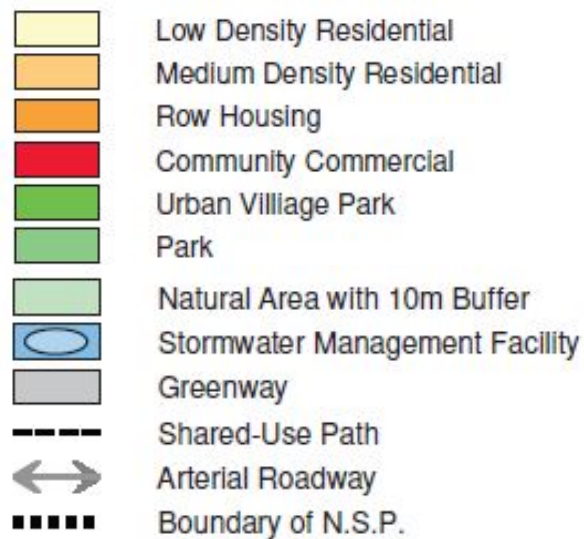 Low Density Residential
Medium Density Residential
Row Housing
Community Commercial
Urban Villiage Park
Park
Natural Area with 10m Buffer
Stormwater Management Facility
Greenway
Shared-Use Path
Arterial Roadway
Boundary of N.S.P.